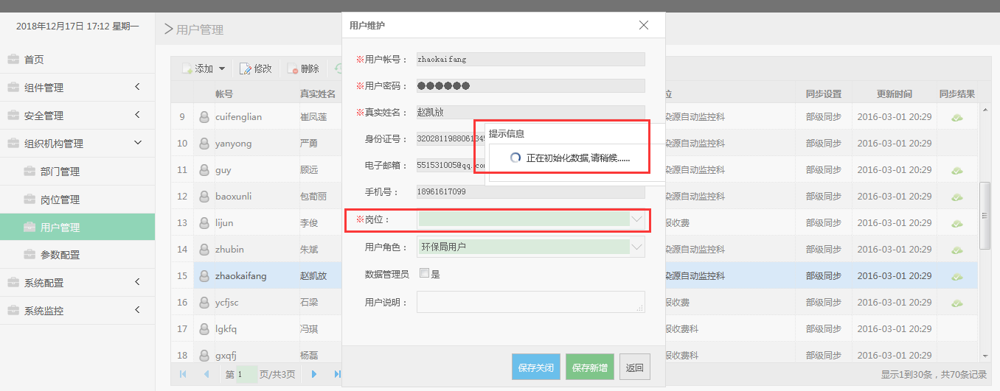 2018年12月17日 17:12 星期一
首页
组件管理
安全管理
组织机构管理
部门管理
岗位管理
用户管理
参数配置
系统配置
系统监控
用户管理
添加 修改 删除
帐号 真实姓名 位 同步设置 更新时间 同步结果
9 cuifenglian 崔凤莲 染源自动监控科 部级同步 2016-03-01 20:29
10 yanyong 严勇 染源自动监控科 部级同步 2016-03-01 20:29
11 guy 顾远 染源自动监控科 部级同步 2016-03-01 20:29
12 baoxunli 包荀丽 染源自动监控科 部级同步 2016-03-01 20:29
13 lijun 李俊 报收费 部级同步 2016-03-01 20:29
14 zhubin 朱斌 染源自动监控科 部级同步 2016-03-01 20:29
15 zhaokaifang 赵凯放 染源自动监控科 部级同步 2016-03-01 20:29
16 ycfjsc 石梁 报收费 部级同步 2016-03-01 20:29
17 lgkfq 冯琪 报收费科 部级同步 2016-03-01 20:29
18 gxqfj 杨磊 报收费科 部级同步 2016-03-01 20:29
第 1 页/共3页
显示1到30条，共70条记录
用户维护
※用户帐号： zhaokaifang
※用户密码： ●●●●●●
※真实姓名： 赵凯放
身份证号： 3202811988061345
电子邮箱： 551531005@qq.com
手机号： 18961617099
※岗位：
用户角色： 环保局用户
数据管理员 是
用户说明：
保存关闭 保存新增 返回
提示信息
正在初始化数据,请稍候......